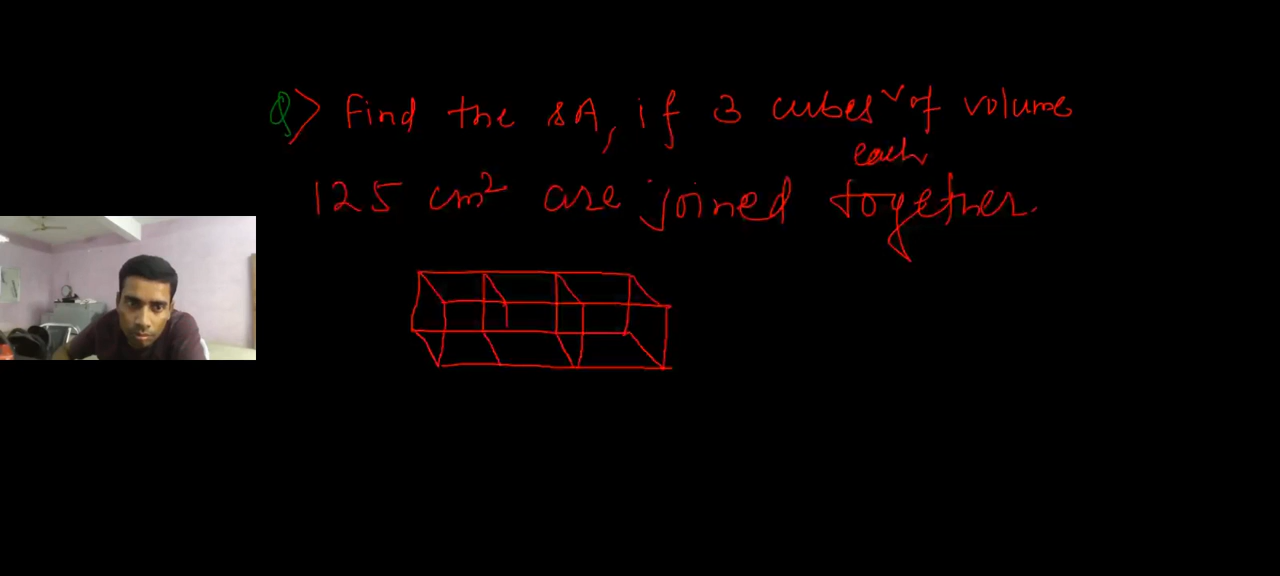 Q> Find the SA, if 3 cubes of volume
each
125 cm² are joined together.